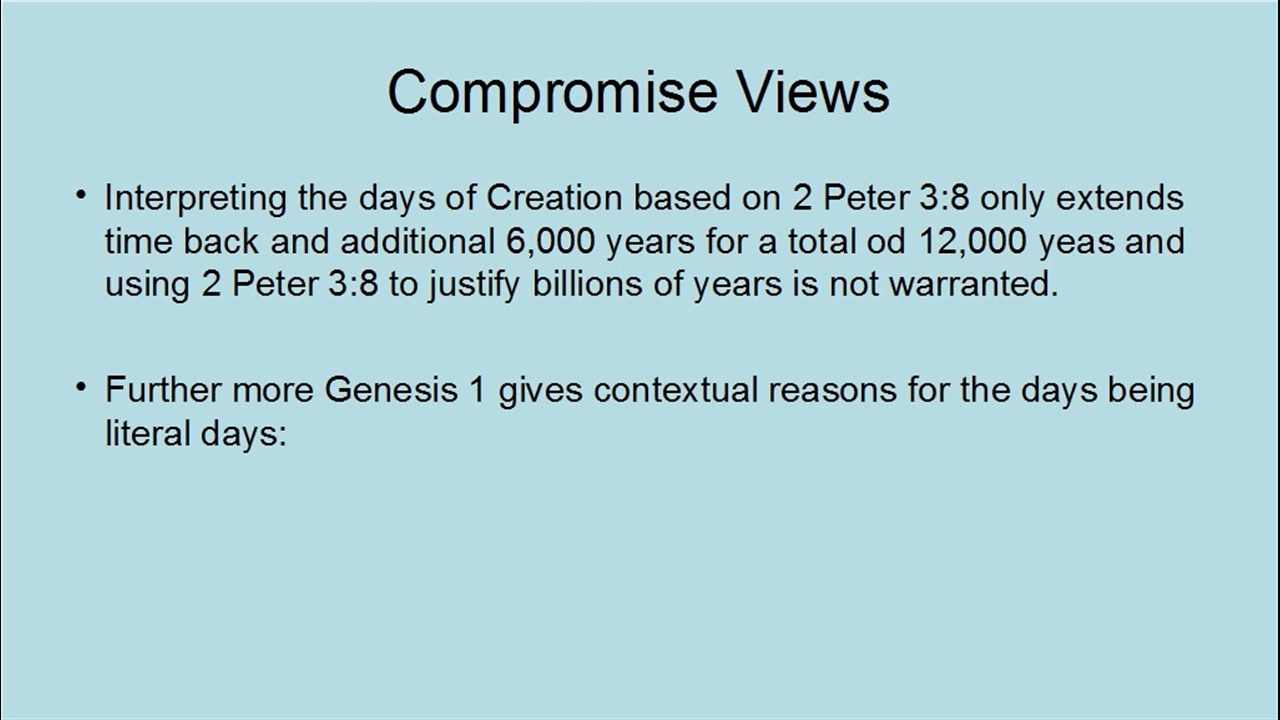 Compromise Views
• Interpreting the days of Creation based on 2 Peter 3:8 only extends
time back and additional 6,000 years for a total od 12,000 yeas and
using 2 Peter 3:8 to justify billions of years is not warranted.
• Further more Genesis 1 gives contextual reasons for the days being
literal days: